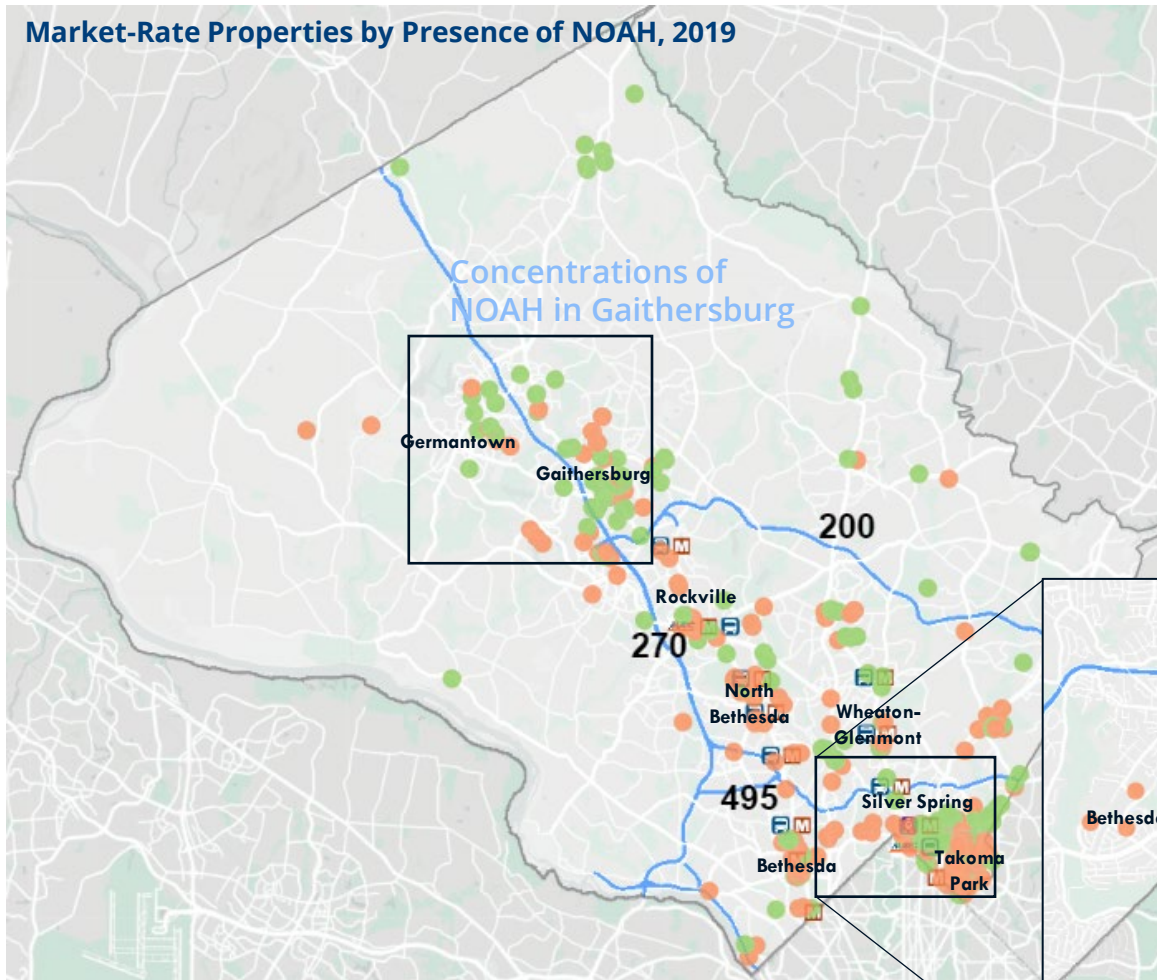 Market-Rate Properties by Presence of NOAH, 2019
Concentrations of
NOAH in Gaithersburg
Germantown
Gaithersburg
200
M
Rockville
M
270
M
North
Bethesda
M
Wheaton-
Glenmont
M
M
495
M
Silver Spring
M
M
Bethesda
Takoma
Park
M
M
Bethesd